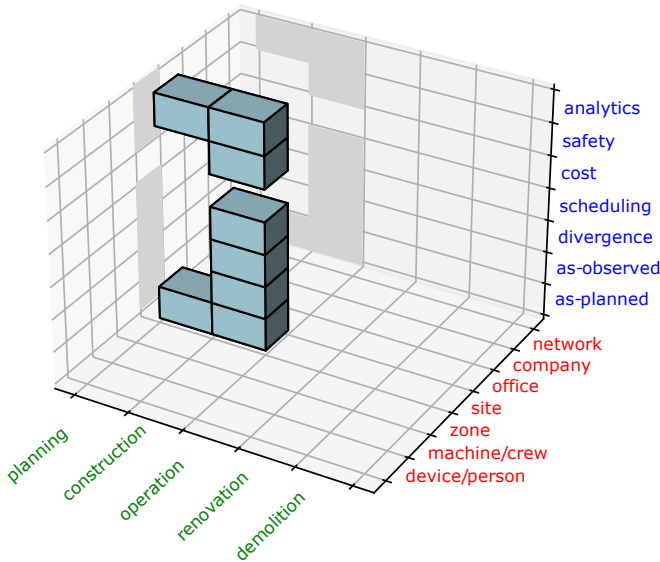 analytics
safety
cost
scheduling
divergence
as-observed
as-planned
network
company
office
site
zone
machine/crew
device/person
planning
construction
operation
renovation
demolition